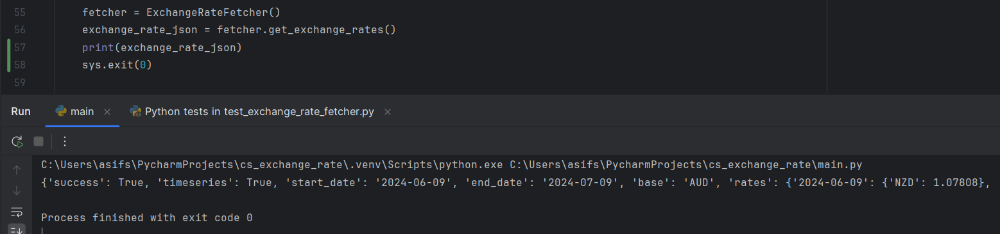 55 fetcher = ExchangeRateFetcher()
56 exchange_rate_json = fetcher.get_exchange_rates()
57 print(exchange_rate_json)
58 sys.exit(0)
59
Run main × Python tests in test_exchange_rate_fetcher.py ×
C:\Users\asifs\PycharmProjects\cs_exchange_rate\.venv\Scripts\python.exe C:\Users\asifs\PycharmProjects\cs_exchange_rate\main.py
{'success': True, 'timeseries': True, 'start_date': '2024-06-09', 'end_date': '2024-07-09', 'base': 'AUD', 'rates': {'2024-06-09': {'NZD': 1.07808},
Process finished with exit code 0